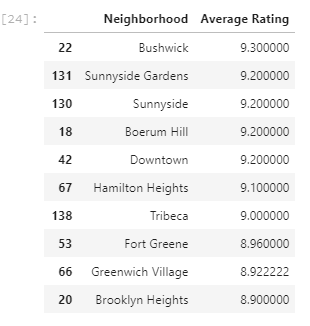 [24]:
Neighborhood Average Rating
22 Bushwick 9.300000
131 Sunnyside Gardens 9.200000
130 Sunnyside 9.200000
18 Boerum Hill 9.200000
42 Downtown 9.200000
67 Hamilton Heights 9.100000
138 Tribeca 9.000000
53 Fort Greene 8.960000
66 Greenwich Village 8.922222
20 Brooklyn Heights 8.900000